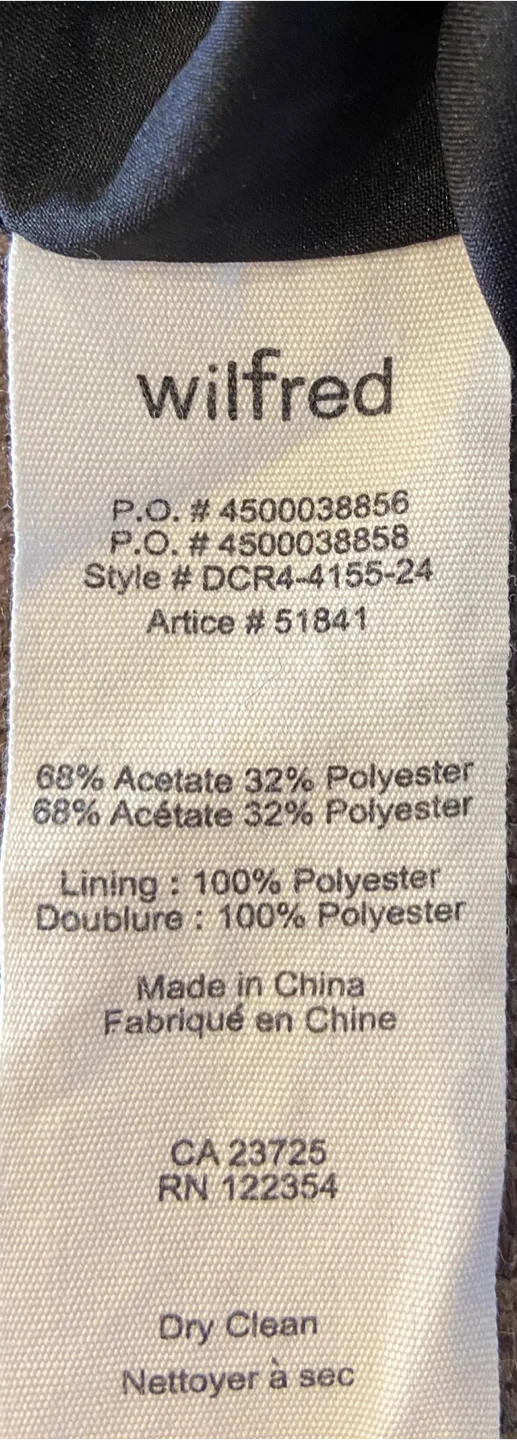 wilfred
P.O. # 4500038856
P.O. # 4500038858
Style # DCR4-4155-24
Artice # 51841
68% Acetate 32% Polyester
68% Acétate 32% Polyester
Lining : 100% Polyester
Doublure : 100% Polyester
Made in China
Fabriqué en Chine
CA 23725
RN 122354
Dry Clean
Nettoyer à sec